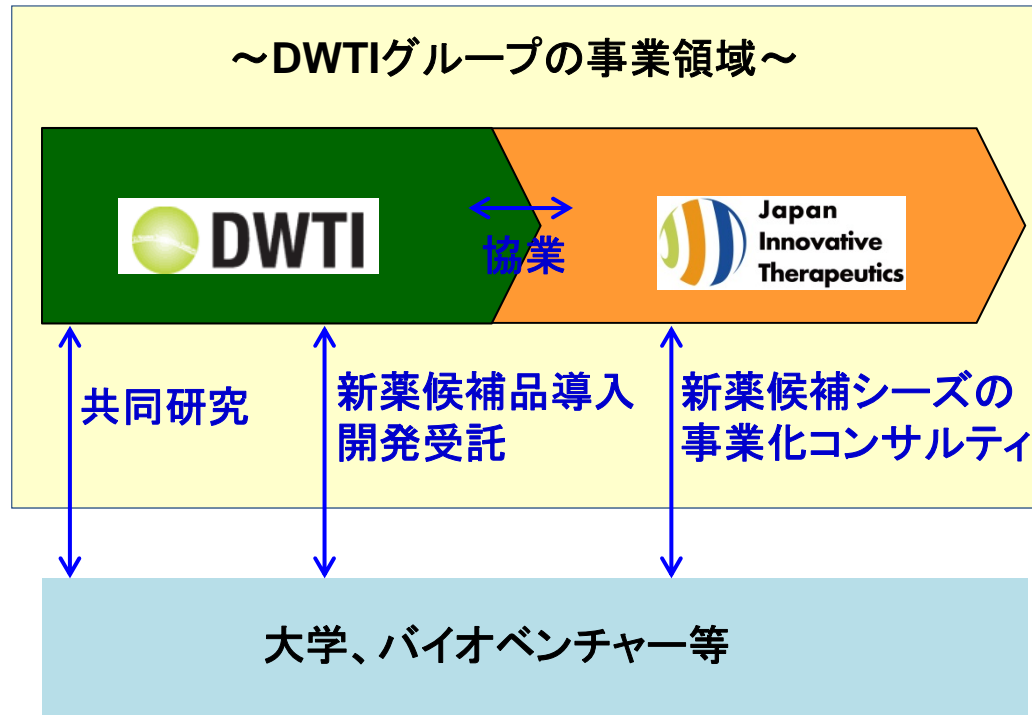 ～DWTIグループの事業領域～
DWTI
Japan
Innovative
Therapeutics
協業
共同研究
新薬候補品導入
開発受託
新薬候補シーズの
事業化コンサルティ
大学、バイオベンチャー等